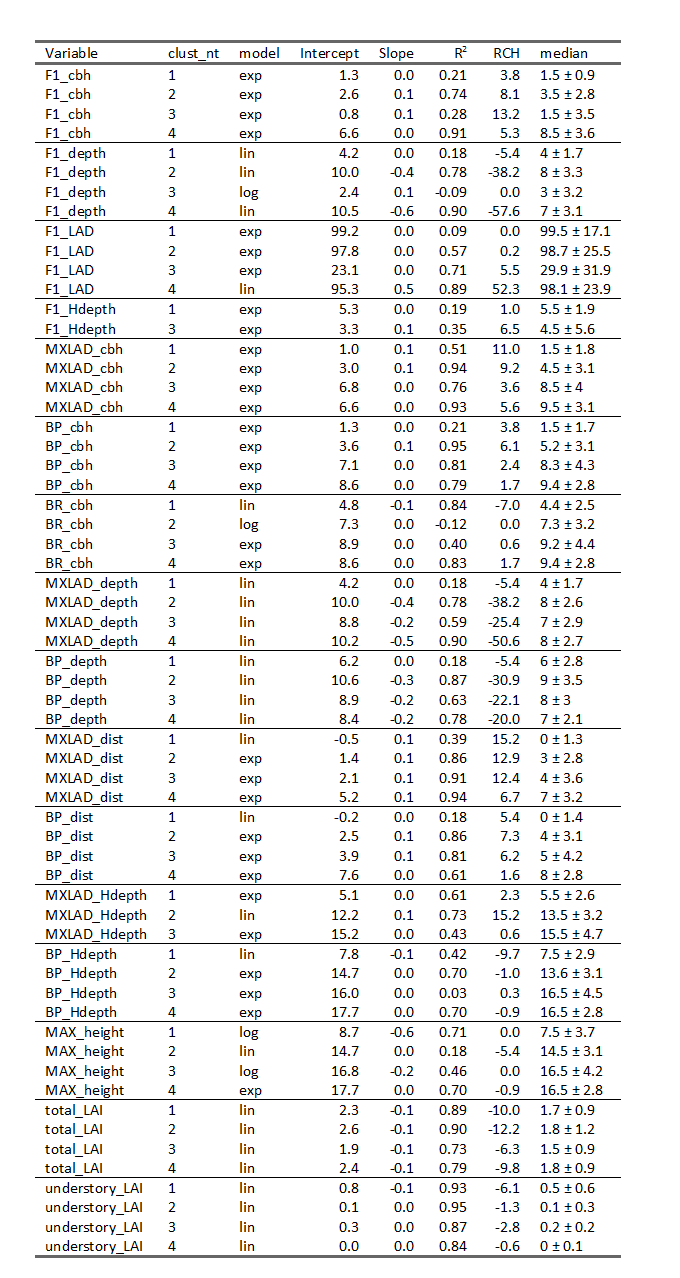 Variable clust_nt model Intercept Slope R² RCH median
F1_cbh 1 exp 1.3 0.0 0.21 3.8 1.5 ± 0.9
F1_cbh 2 exp 2.6 0.1 0.74 8.1 3.5 ± 2.8
F1_cbh 3 exp 0.8 0.1 0.28 13.2 1.5 ± 3.5
F1_cbh 4 exp 6.6 0.0 0.91 5.3 8.5 ± 3.6
F1_depth 1 lin 4.2 0.0 0.18 -5.4 4 ± 1.7
F1_depth 2 lin 10.0 -0.4 0.78 -38.2 8 ± 3.3
F1_depth 3 log 2.4 0.1 -0.09 0.0 3 ± 3.2
F1_depth 4 lin 10.5 -0.6 0.90 -57.6 7 ± 3.1
F1_LAD 1 exp 99.2 0.0 0.09 0.0 99.5 ± 17.1
F1_LAD 2 exp 97.8 0.0 0.57 0.2 98.7 ± 25.5
F1_LAD 3 exp 23.1 0.0 0.71 5.5 29.9 ± 31.9
F1_LAD 4 lin 95.3 0.5 0.89 52.3 98.1 ± 23.9
F1_Hdepth 1 exp 5.3 0.0 0.19 1.0 5.5 ± 1.9
F1_Hdepth 3 exp 3.3 0.1 0.35 6.5 4.5 ± 5.6
MXLAD_cbh 1 exp 1.0 0.1 0.51 11.0 1.5 ± 1.8
MXLAD_cbh 2 exp 3.0 0.1 0.94 9.2 4.5 ± 3.1
MXLAD_cbh 3 exp 6.8 0.0 0.76 3.6 8.5 ± 4
MXLAD_cbh 4 exp 6.6 0.0 0.93 5.6 9.5 ± 3.1
BP_cbh 1 exp 1.3 0.0 0.21 3.8 1.5 ± 1.7
BP_cbh 2 exp 3.6 0.1 0.95 6.1 5.2 ± 3.1
BP_cbh 3 exp 7.1 0.0 0.81 2.4 8.3 ± 4.3
BP_cbh 4 exp 8.6 0.0 0.79 1.7 9.4 ± 2.8
BR_cbh 1 lin 4.8 -0.1 0.84 -7.0 4.4 ± 2.5
BR_cbh 2 log 7.3 0.0 -0.12 0.0 7.3 ± 3.2
BR_cbh 3 exp 8.9 0.0 0.40 0.6 9.2 ± 4.4
BR_cbh 4 exp 8.6 0.0 0.83 1.7 9.4 ± 2.8
MXLAD_depth 1 lin 4.2 0.0 0.18 -5.4 4 ± 1.7
MXLAD_depth 2 lin 10.0 -0.4 0.78 -38.2 8 ± 2.6
MXLAD_depth 3 lin 8.8 -0.2 0.59 -25.4 7 ± 2.9
MXLAD_depth 4 lin 10.2 -0.5 0.90 -50.6 8 ± 2.7
BP_depth 1 lin 6.2 0.0 0.18 -5.4 6 ± 2.8
BP_depth 2 lin 10.6 -0.3 0.87 -30.9 9 ± 3.5
BP_depth 3 lin 8.9 -0.2 0.63 -22.1 8 ± 3
BP_depth 4 lin 8.4 -0.2 0.78 -20.0 7 ± 2.1
MXLAD_dist 1 lin -0.5 0.1 0.39 15.2 0 ± 1.3
MXLAD_dist 2 exp 1.4 0.1 0.86 12.9 3 ± 2.8
MXLAD_dist 3 exp 2.1 0.1 0.91 12.4 4 ± 3.6
MXLAD_dist 4 exp 5.2 0.1 0.94 6.7 7 ± 3.2
BP_dist 1 lin -0.2 0.0 0.18 5.4 0 ± 1.4
BP_dist 2 exp 2.5 0.1 0.86 7.3 4 ± 3.1
BP_dist 3 exp 3.9 0.1 0.81 6.2 5 ± 4.2
BP_dist 4 exp 7.6 0.0 0.61 1.6 8 ± 2.8
MXLAD_Hdepth 1 exp 5.1 0.0 0.61 2.3 5.5 ± 2.6
MXLAD_Hdepth 2 lin 12.2 0.1 0.73 15.2 13.5 ± 3.2
MXLAD_Hdepth 3 exp 15.2 0.0 0.43 0.6 15.5 ± 4.7
BP_Hdepth 1 lin 7.8 -0.1 0.42 -9.7 7.5 ± 2.9
BP_Hdepth 2 exp 14.7 0.0 0.70 -1.0 13.6 ± 3.1
BP_Hdepth 3 exp 16.0 0.0 0.03 0.3 16.5 ± 4.5
BP_Hdepth 4 exp 17.7 0.0 0.70 -0.9 16.5 ± 2.8
MAX_height 1 log 8.7 -0.6 0.71 0.0 7.5 ± 3.7
MAX_height 2 lin 14.7 0.0 0.18 -5.4 14.5 ± 3.1
MAX_height 3 log 16.8 -0.2 0.46 0.0 16.5 ± 4.2
MAX_height 4 exp 17.7 0.0 0.70 -0.9 16.5 ± 2.8
total_LAI 1 lin 2.3 -0.1 0.89 -10.0 1.7 ± 0.9
total_LAI 2 lin 2.6 -0.1 0.90 -12.2 1.8 ± 1.2
total_LAI 3 lin 1.9 -0.1 0.73 -6.3 1.5 ± 0.9
total_LAI 4 lin 2.4 -0.1 0.79 -9.8 1.8 ± 0.9
understory_LAI 1 lin 0.8 -0.1 0.93 -6.1 0.5 ± 0.6
understory_LAI 2 lin 0.1 0.0 0.95 -1.3 0.1 ± 0.3
understory_LAI 3 lin 0.3 0.0 0.87 -2.8 0.2 ± 0.2
understory_LAI 4 lin 0.0 0.0 0.84 -0.6 0 ± 0.1